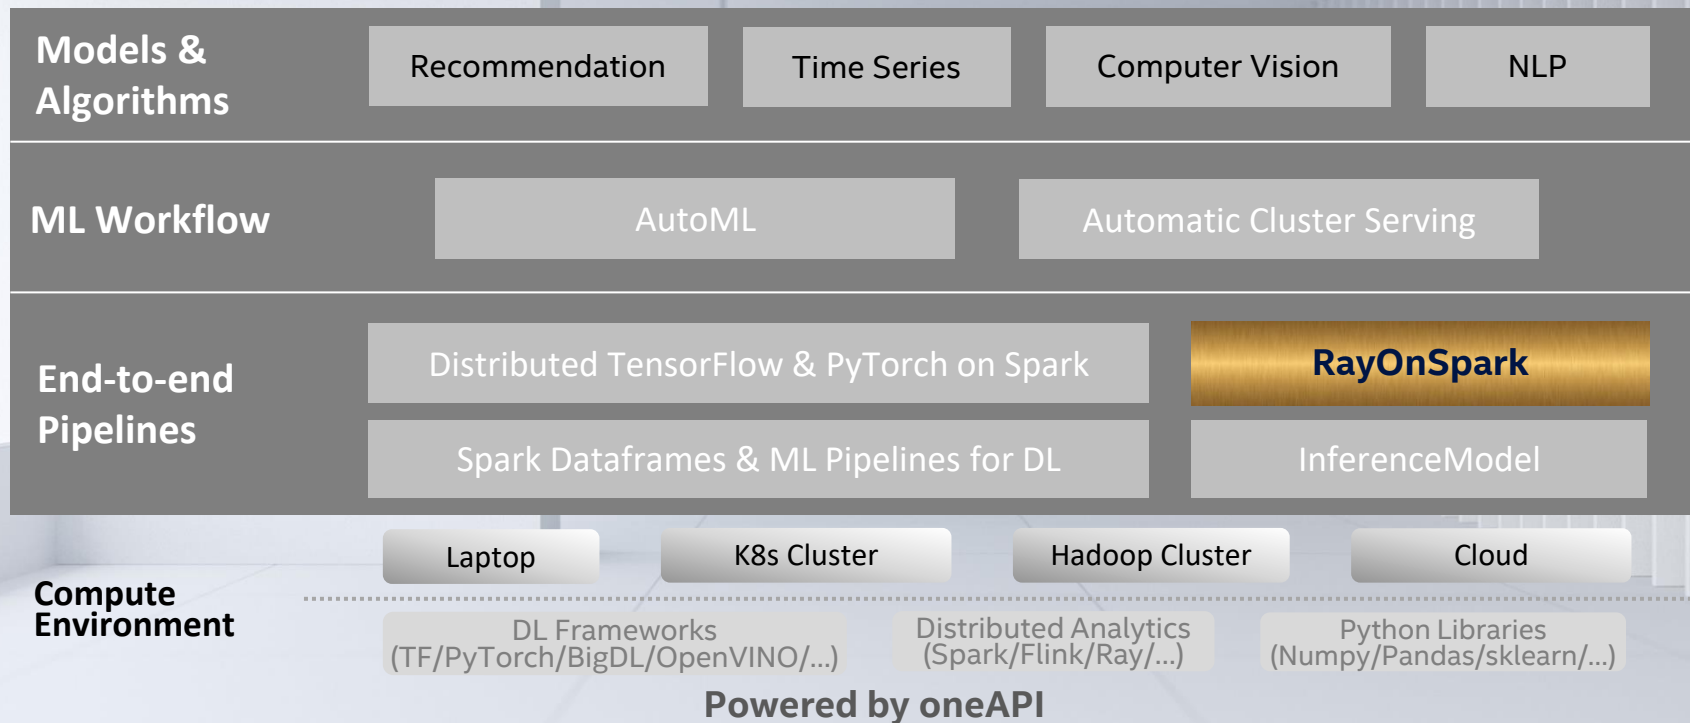 Models &
Algorithms
Recommendation
Time Series
Computer Vision
NLP
ML Workflow
AutoML
Automatic Cluster Serving
End-to-end
Pipelines
Distributed TensorFlow & PyTorch on Spark
RayOnSpark
Spark Dataframes & ML Pipelines for DL
InferenceModel
Compute
Environment
Laptop
K8s Cluster
Hadoop Cluster
Cloud
DL Frameworks
(TF/PyTorch/BigDL/OpenVINO/...)
Distributed Analytics
(Spark/Flink/Ray/...)
Python Libraries
(Numpy/Pandas/sklearn/...)
Powered by oneAPI